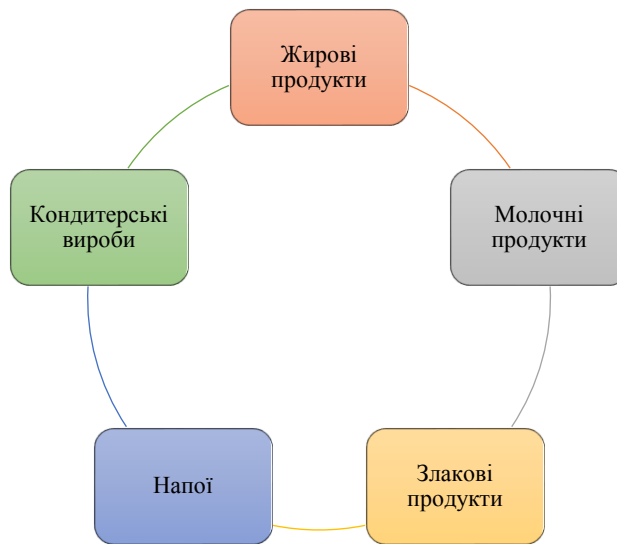 Жирові
продукти
Молочні
продукти
Злакові
продукти
Напої
Кондитерські
вироби